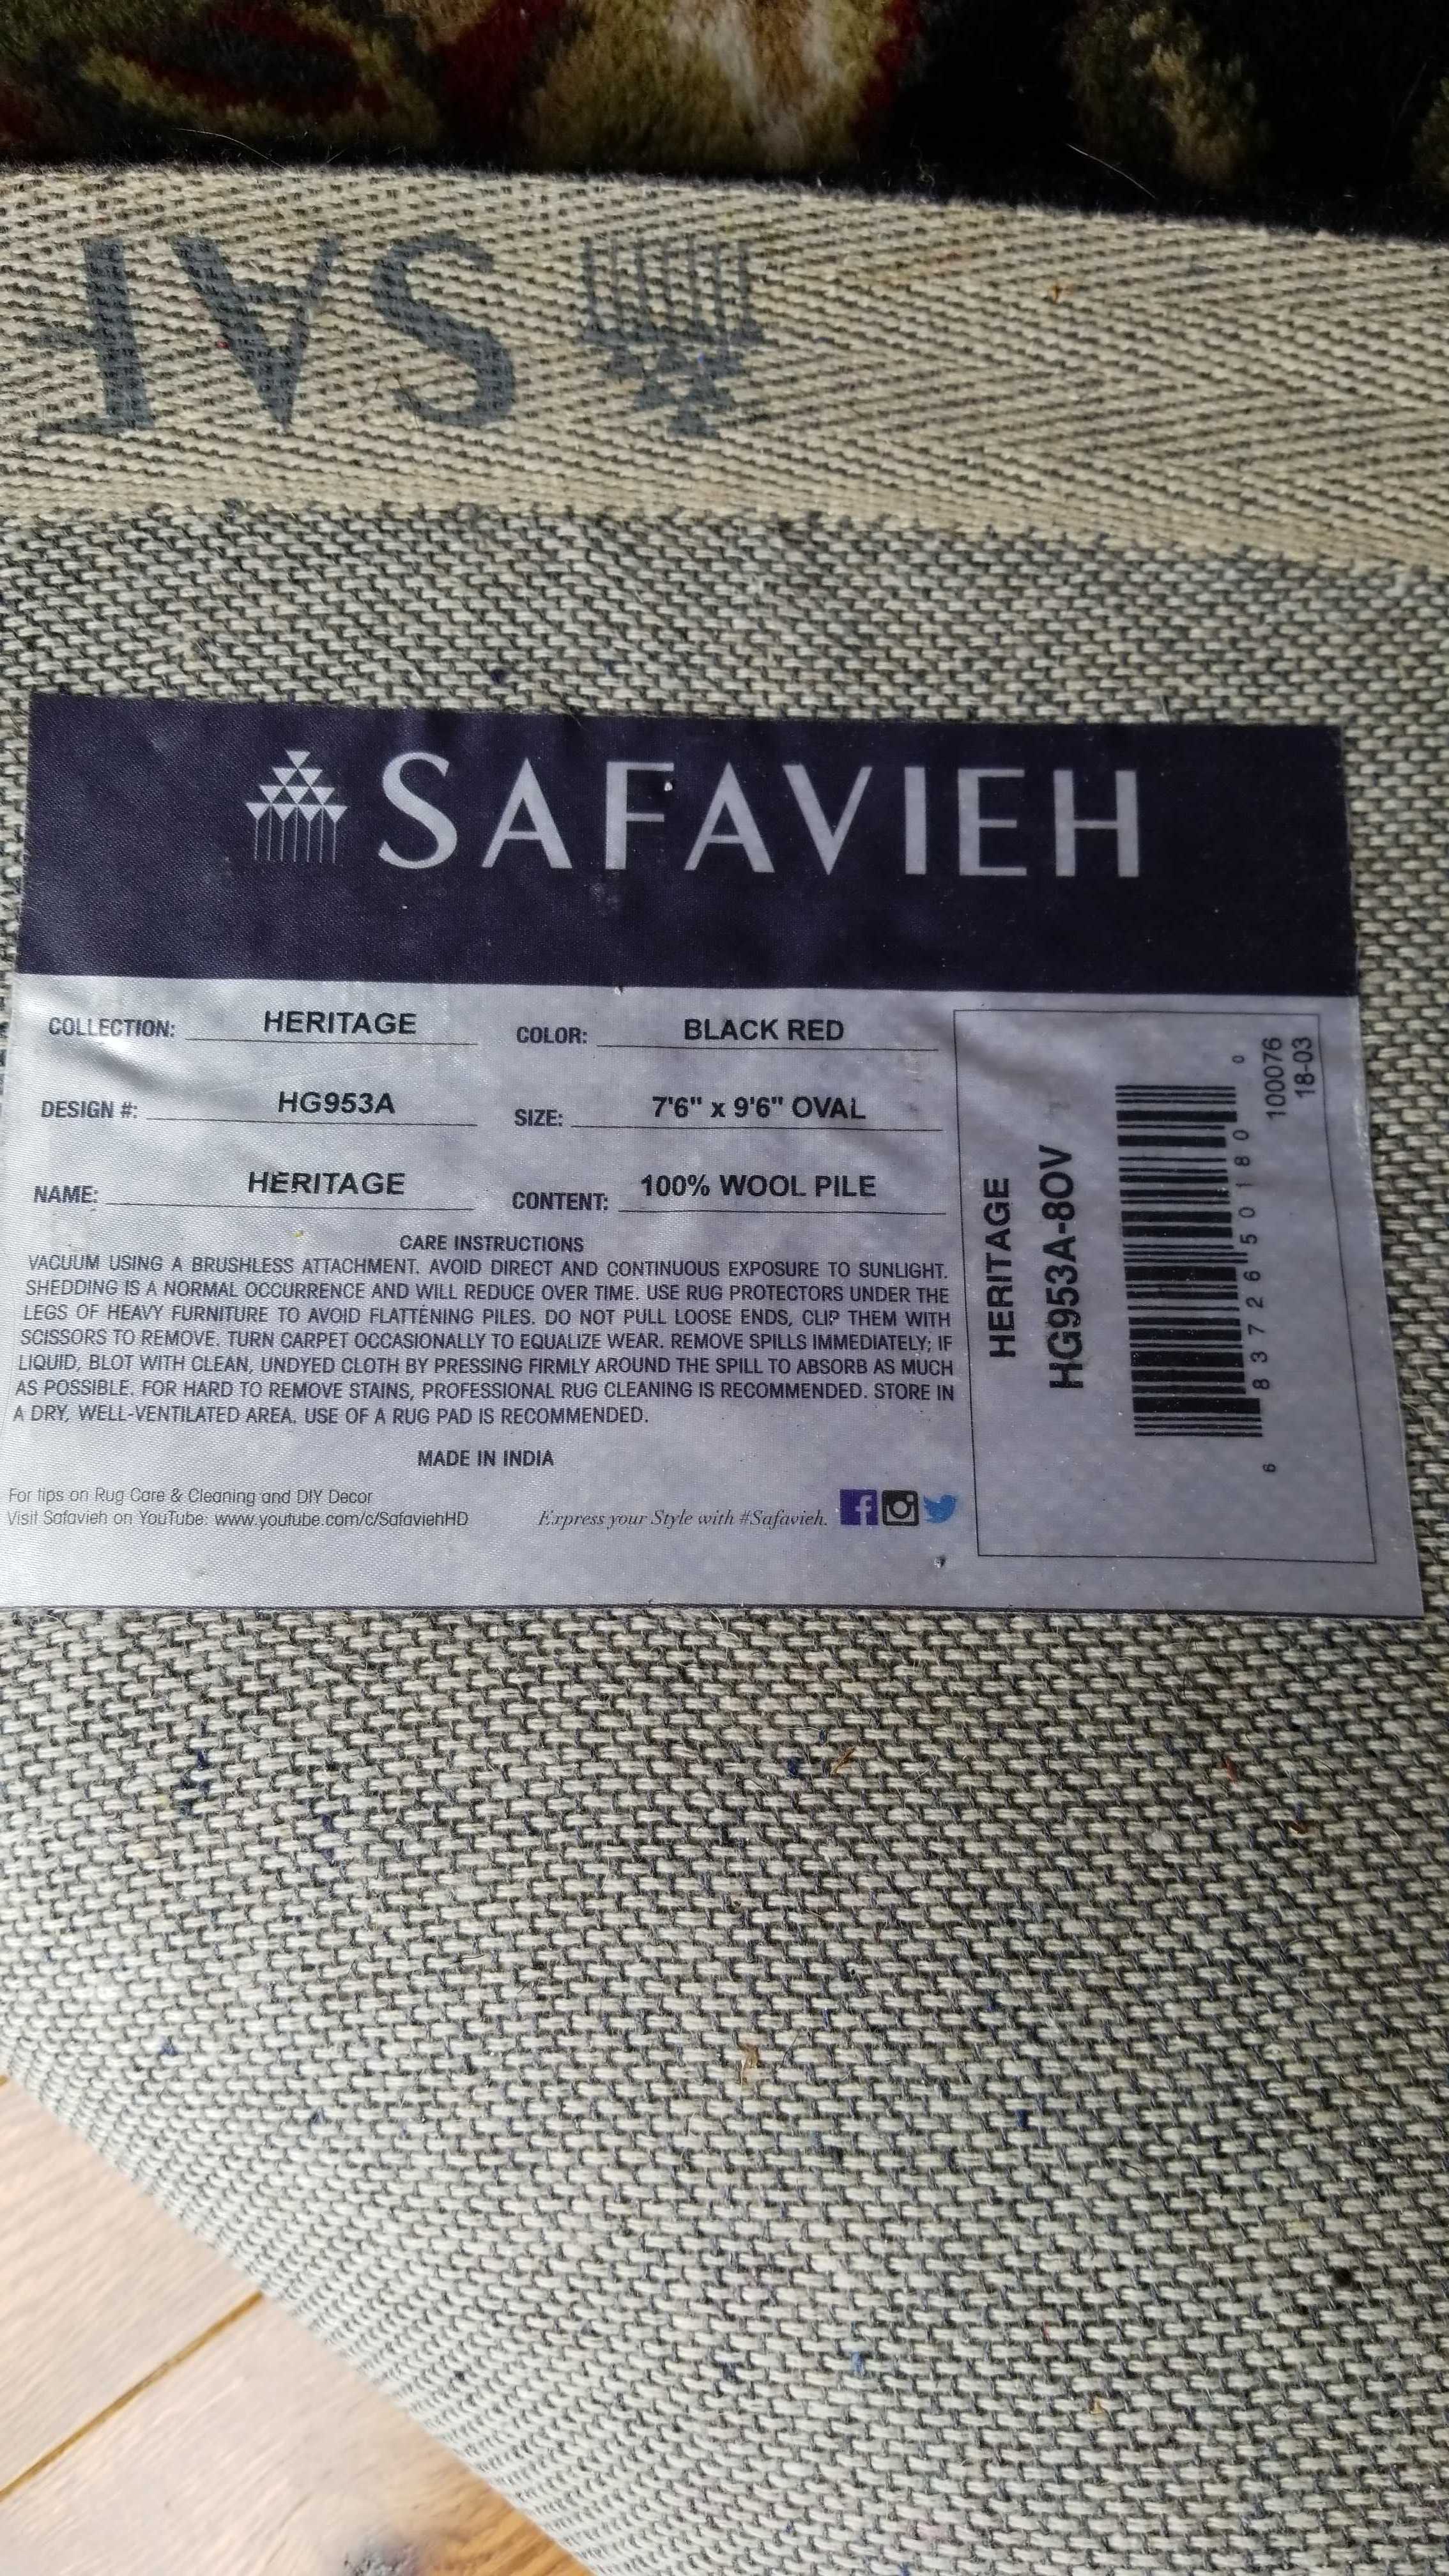 SAF
SAFAVIEH
COLLECTION: HERITAGE COLOR: BLACK RED
DESIGN #: HG953A SIZE: 7'6" x 9'6" OVAL
NAME: HERITAGE CONTENT: 100% WOOL PILE
CARE INSTRUCTIONS
VACUUM USING A BRUSHLESS ATTACHMENT. AVOID DIRECT AND CONTINUOUS EXPOSURE TO SUNLIGHT.
SHEDDING IS A NORMAL OCCURRENCE AND WILL REDUCE OVER TIME. USE RUG PROTECTORS UNDER THE
LEGS OF HEAVY FURNITURE TO AVOID FLATTENING PILES. DO NOT PULL LOOSE ENDS, CLIP THEM WITH
SCISSORS TO REMOVE. TURN CARPET OCCASIONALLY TO EQUALIZE WEAR. REMOVE SPILLS IMMEDIATELY; IF
LIQUID, BLOT WITH CLEAN, UNDYED CLOTH BY PRESSING FIRMLY AROUND THE SPILL TO ABSORB AS MUCH
AS POSSIBLE. FOR HARD TO REMOVE STAINS, PROFESSIONAL RUG CLEANING IS RECOMMENDED. STORE IN
A DRY, WELL-VENTILATED AREA. USE OF A RUG PAD IS RECOMMENDED.
MADE IN INDIA
For tips on Rug Care & Cleaning and DIY Decor
Visit Safavieh on YouTube: www.youtube.com/c/SafaviehHD
Express your Style with #Safavieh.
HERITAGE
HG953A-8OV
6 83726 50180 0
100076
18-03